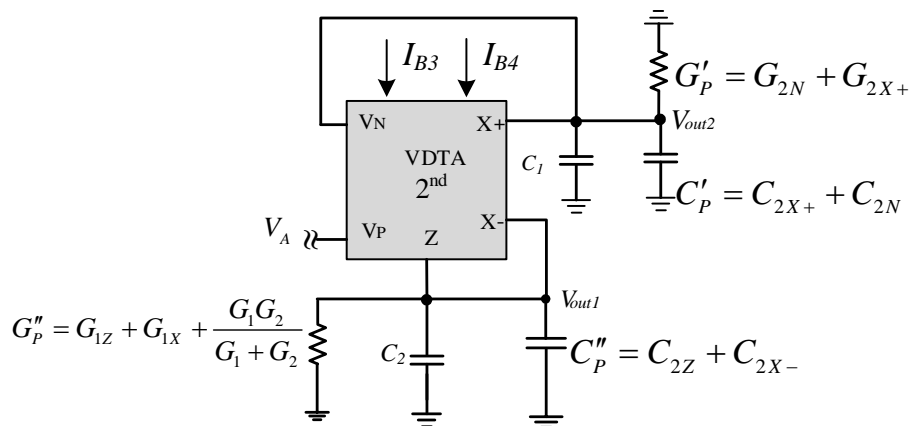 I_{B3} I_{B4}
G'_P = G_{2N} + G_{2X+}
V_N X+ V_{out2}
VDTA
2^{nd}
C_1
C'_P = C_{2X+} + C_{2N}
X-
V_A V_P
Z
V_{out1}
G''_P = G_{1Z} + G_{1X} + \frac{G_1 G_2}{G_1 + G_2}
C_2
C''_P = C_{2Z} + C_{2X-}